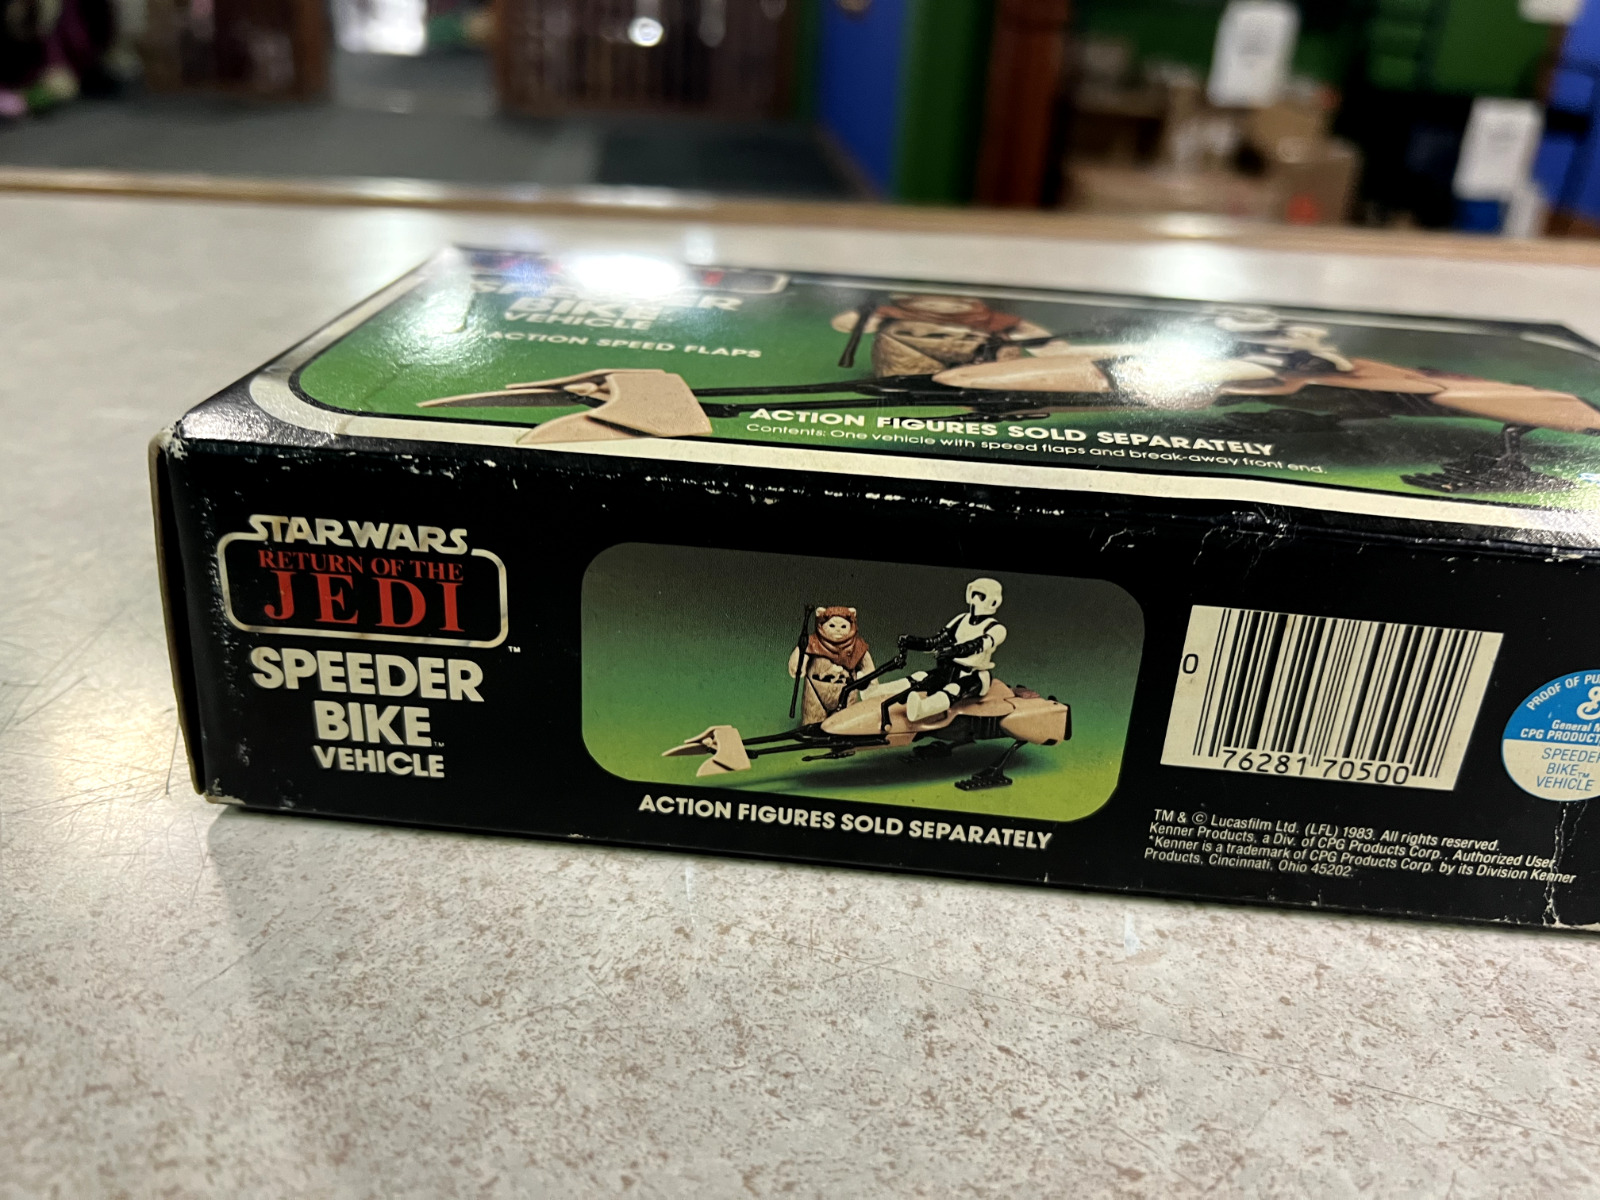 BIKE
VEHICLE
ACTION SPEED FLAPS
ACTION FIGURES SOLD SEPARATELY
Contents: One vehicle with speed flaps and break-away front end.
STAR WARS
RETURN OF THE
JEDI
TM
SPEEDER
BIKE
TM
VEHICLE
ACTION FIGURES SOLD SEPARATELY
0
76281 70500
PROOF OF
General
CPG
SPEEDER
BIKE TM
VEHICLE
TM & © Lucasfilm Ltd. (LFL) 1983. All rights reserved.
Kenner Products, a Div. of CPG Products Corp., Authorized User.
*Kenner is a trademark of CPG Products Corp. by its Division Kenner
Products, Cincinnati, Ohio 45202